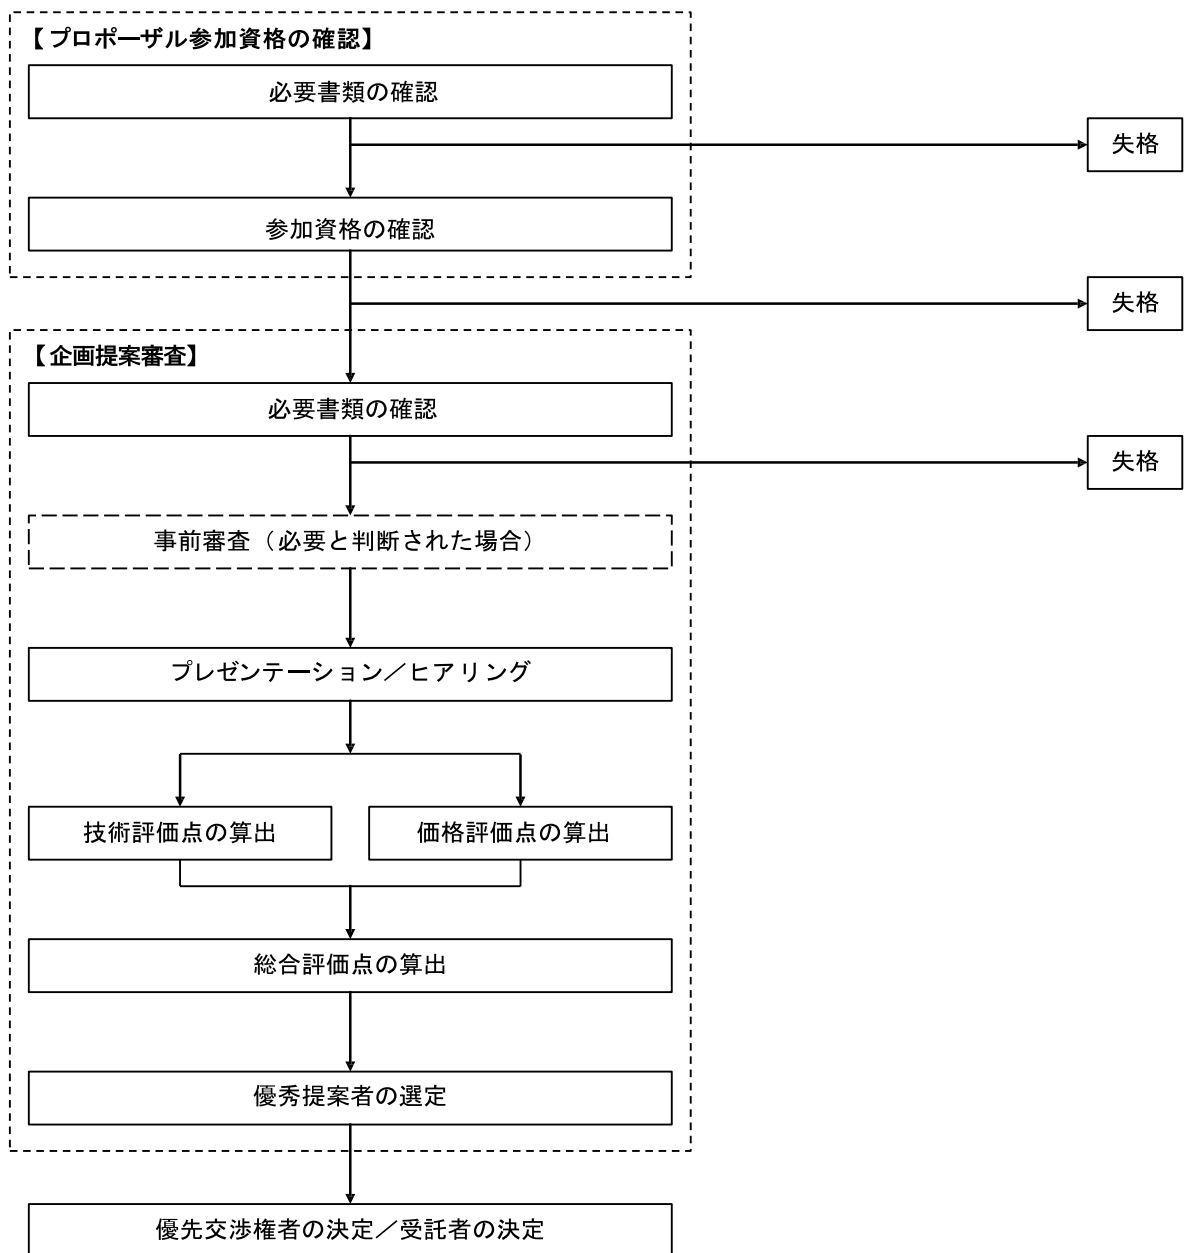 【プロポーザル参加資格の確認】
必要書類の確認
失格
参加資格の確認
失格
【企画提案審査】
必要書類の確認
失格
事前審査（必要と判断された場合）
プレゼンテーション／ヒアリング
技術評価点の算出
価格評価点の算出
総合評価点の算出
優秀提案者の選定
優先交渉権者の決定／受託者の決定